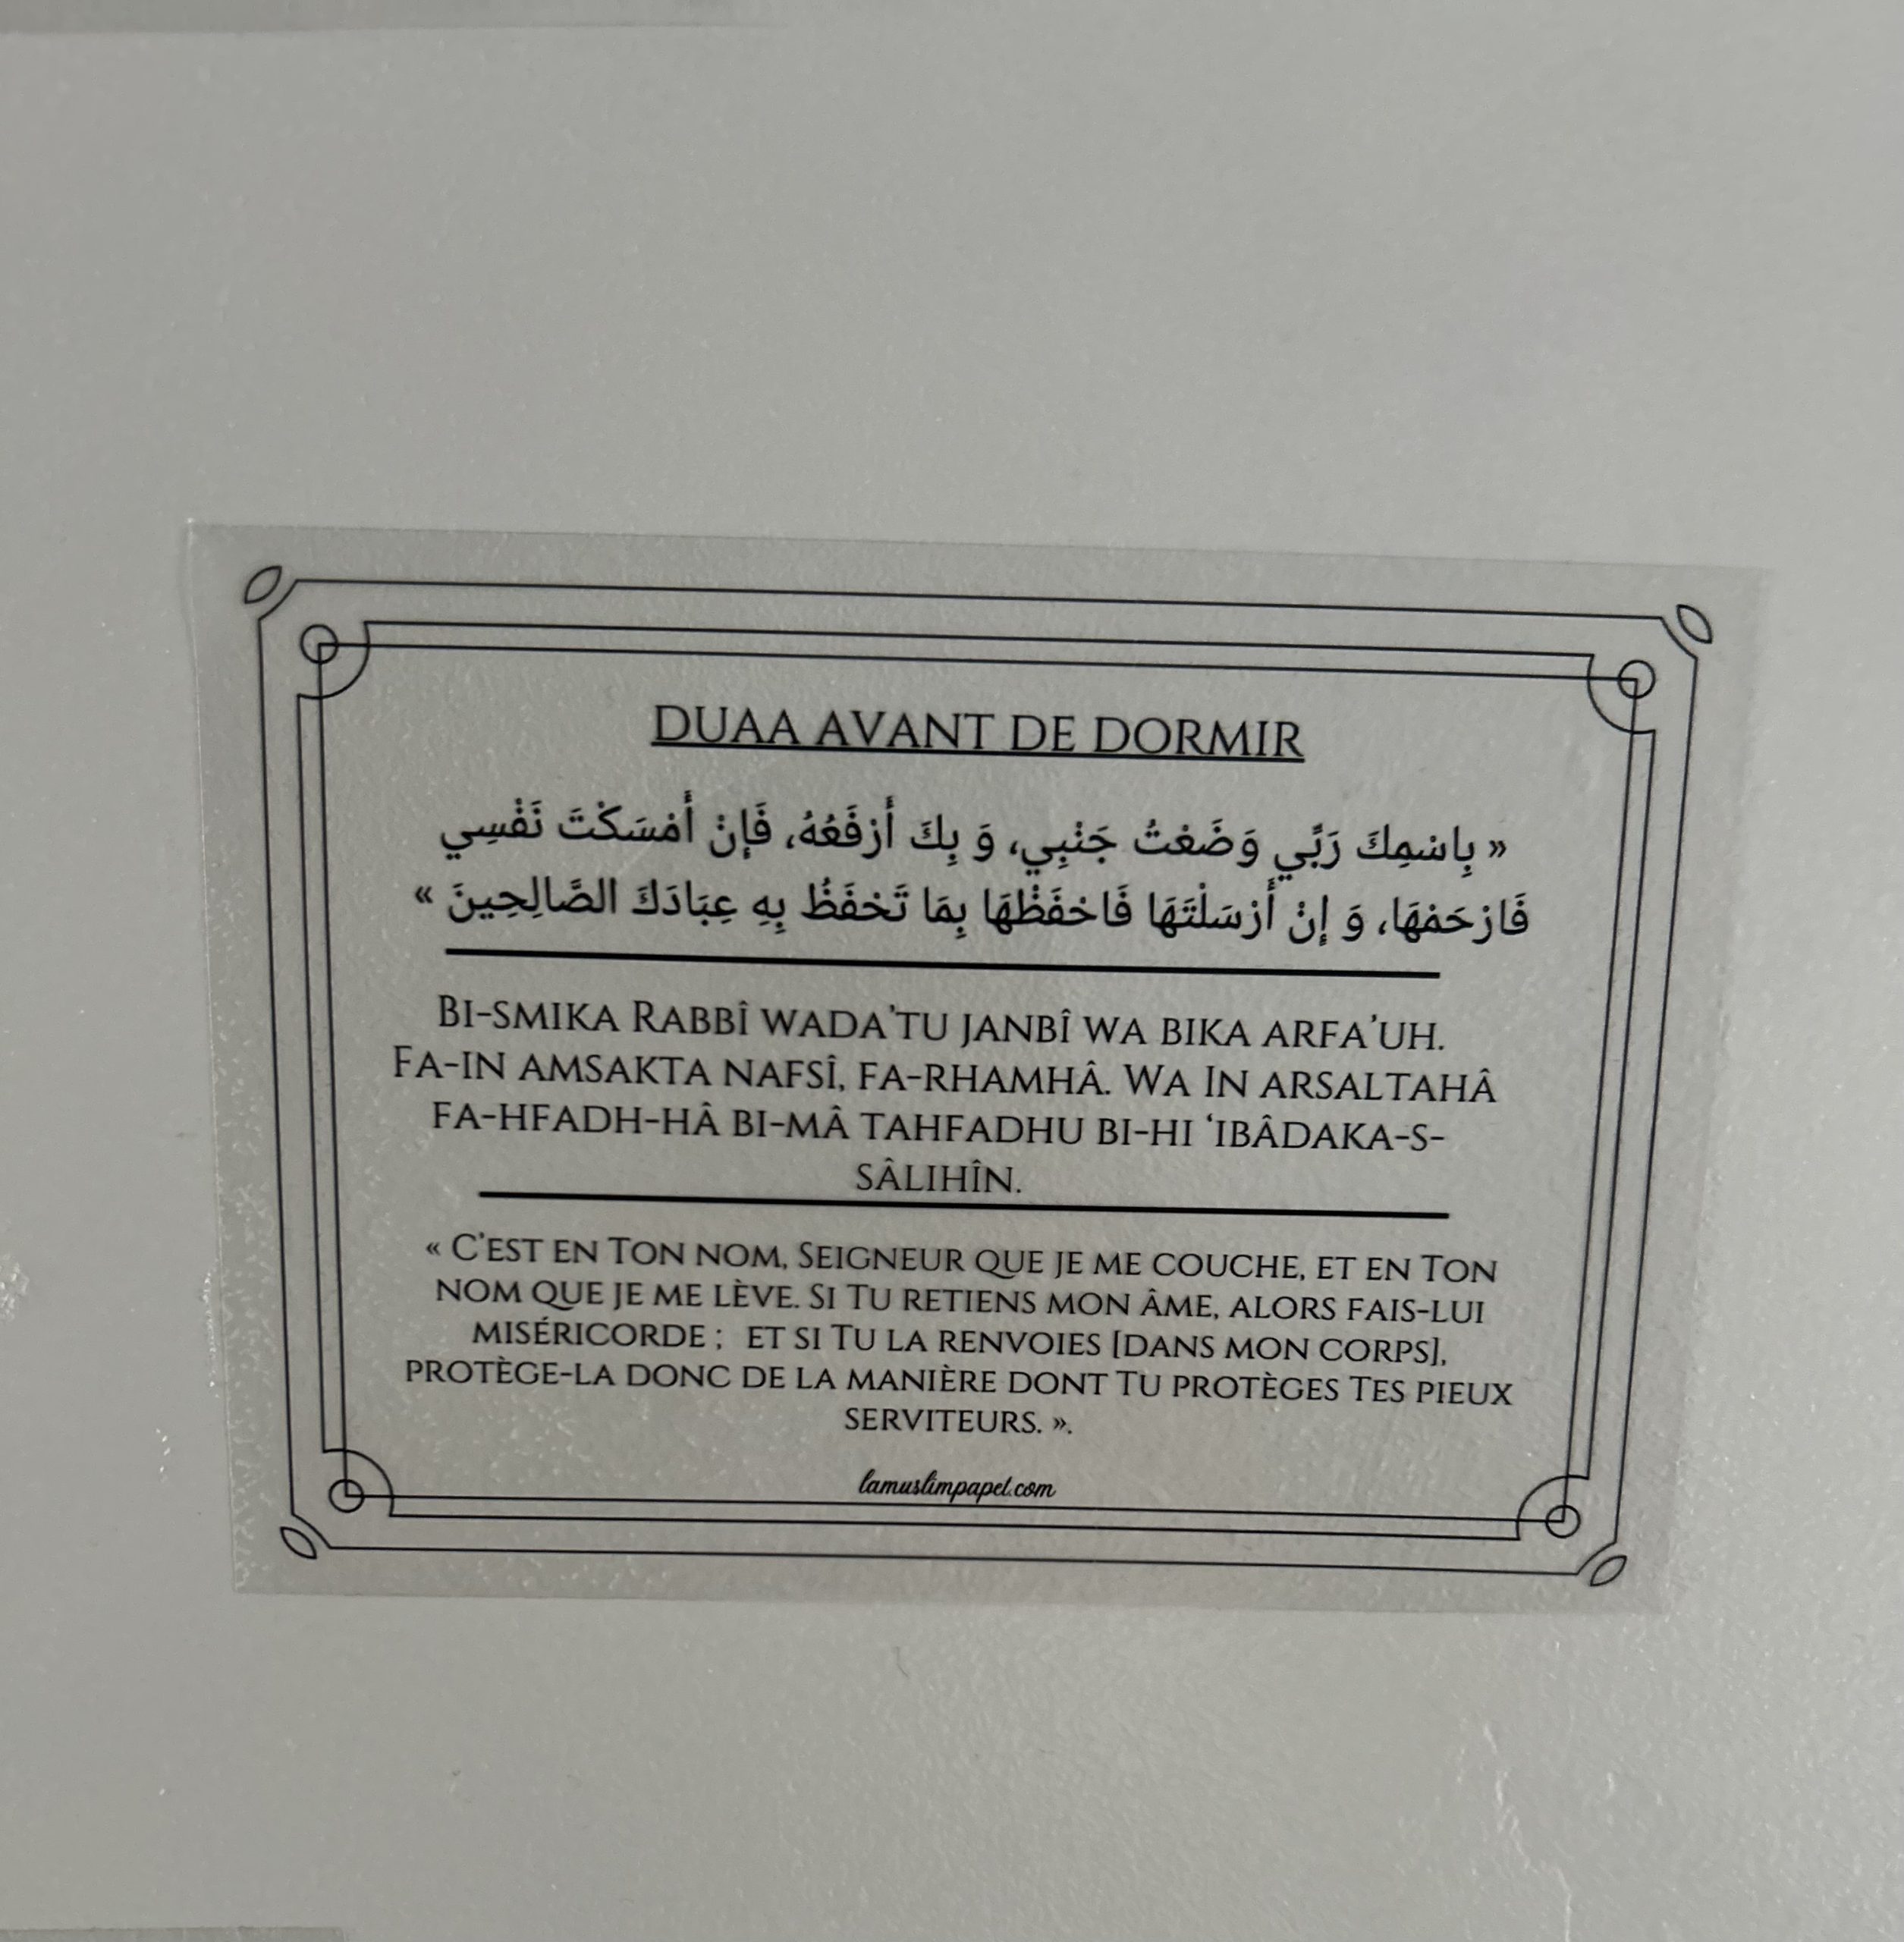 DUAA AVANT DE DORMIR
« بِاسْمِكَ رَبِّي وَضَعْتُ جَنْبِي، وَ بِكَ أَرْفَعُهُ، فَإِنْ أَمْسَكْتَ نَفْسِي
فَارْحَمْهَا، وَ إِنْ أَرْسَلْتَهَا فَاحْفَظْهَا بِمَا تَحْفَظُ بِهِ عِبَادَكَ الصَّالِحِينَ »
BI-SMIKA RABBÎ WADA'TU JANBÎ WA BIKA ARFA'UH.
FA-IN AMSAKTA NAFSÎ, FA-RHAMHÂ. WA IN ARSALTAHÂ
FA-HFADH-HÂ BI-MÂ TAHFADHU BI-HI 'IBÂDAKA-S-
SÂLIHÎN.
« C'EST EN TON NOM, SEIGNEUR QUE JE ME COUCHE, ET EN TON
NOM QUE JE ME LÈVE. SI TU RETIENS MON ÂME, ALORS FAIS-LUI
MISÉRICORDE ; ET SI TU LA RENVOIES [DANS MON CORPS],
PROTÈGE-LA DONC DE LA MANIÈRE DONT TU PROTÈGES TES PIEUX
SERVITEURS. ».
lamuslimpapet.com